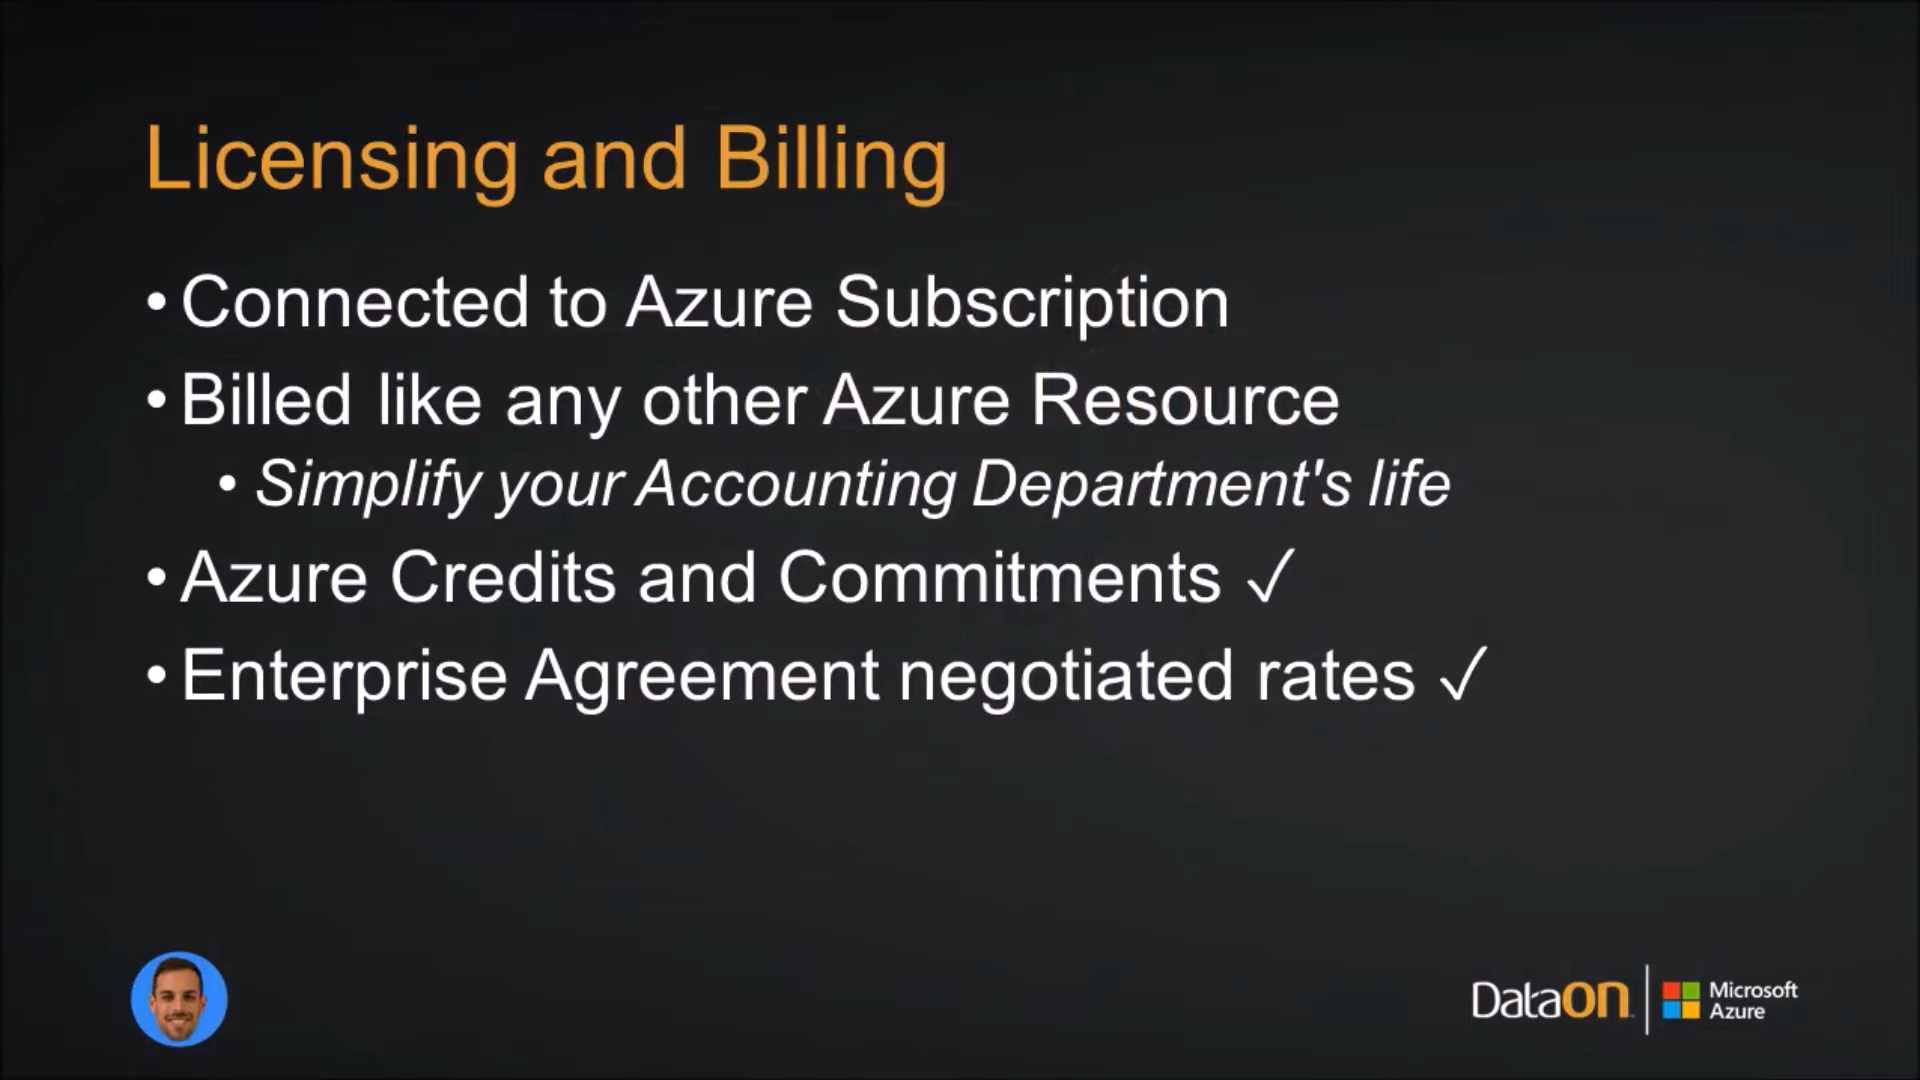 Licensing and Billing
• Connected to Azure Subscription
• Billed like any other Azure Resource
• Simplify your Accounting Department's life
• Azure Credits and Commitments ✓
• Enterprise Agreement negotiated rates ✓
DataON
Microsoft
Azure